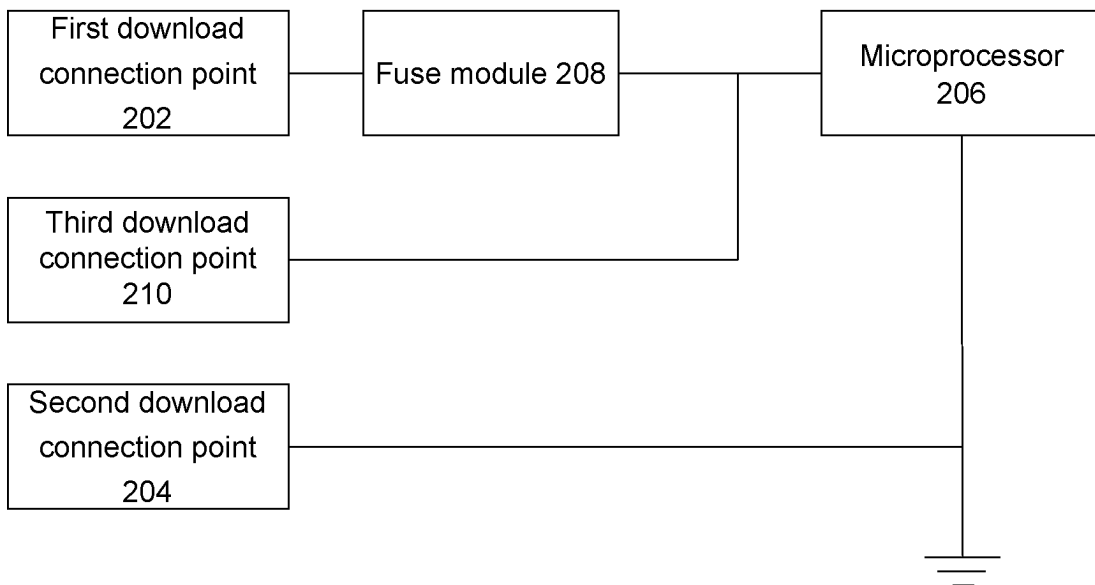 First download
connection point
202
Fuse module 208
Microprocessor
206
Third download
connection point
210
Second download
connection point
204